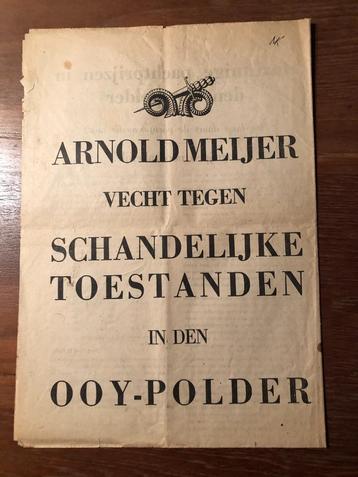 ARNOLD MEIJER
VECHT TEGEN
SCHANDELIJKE
TOESTANDEN
IN DEN
OOY-POLDER